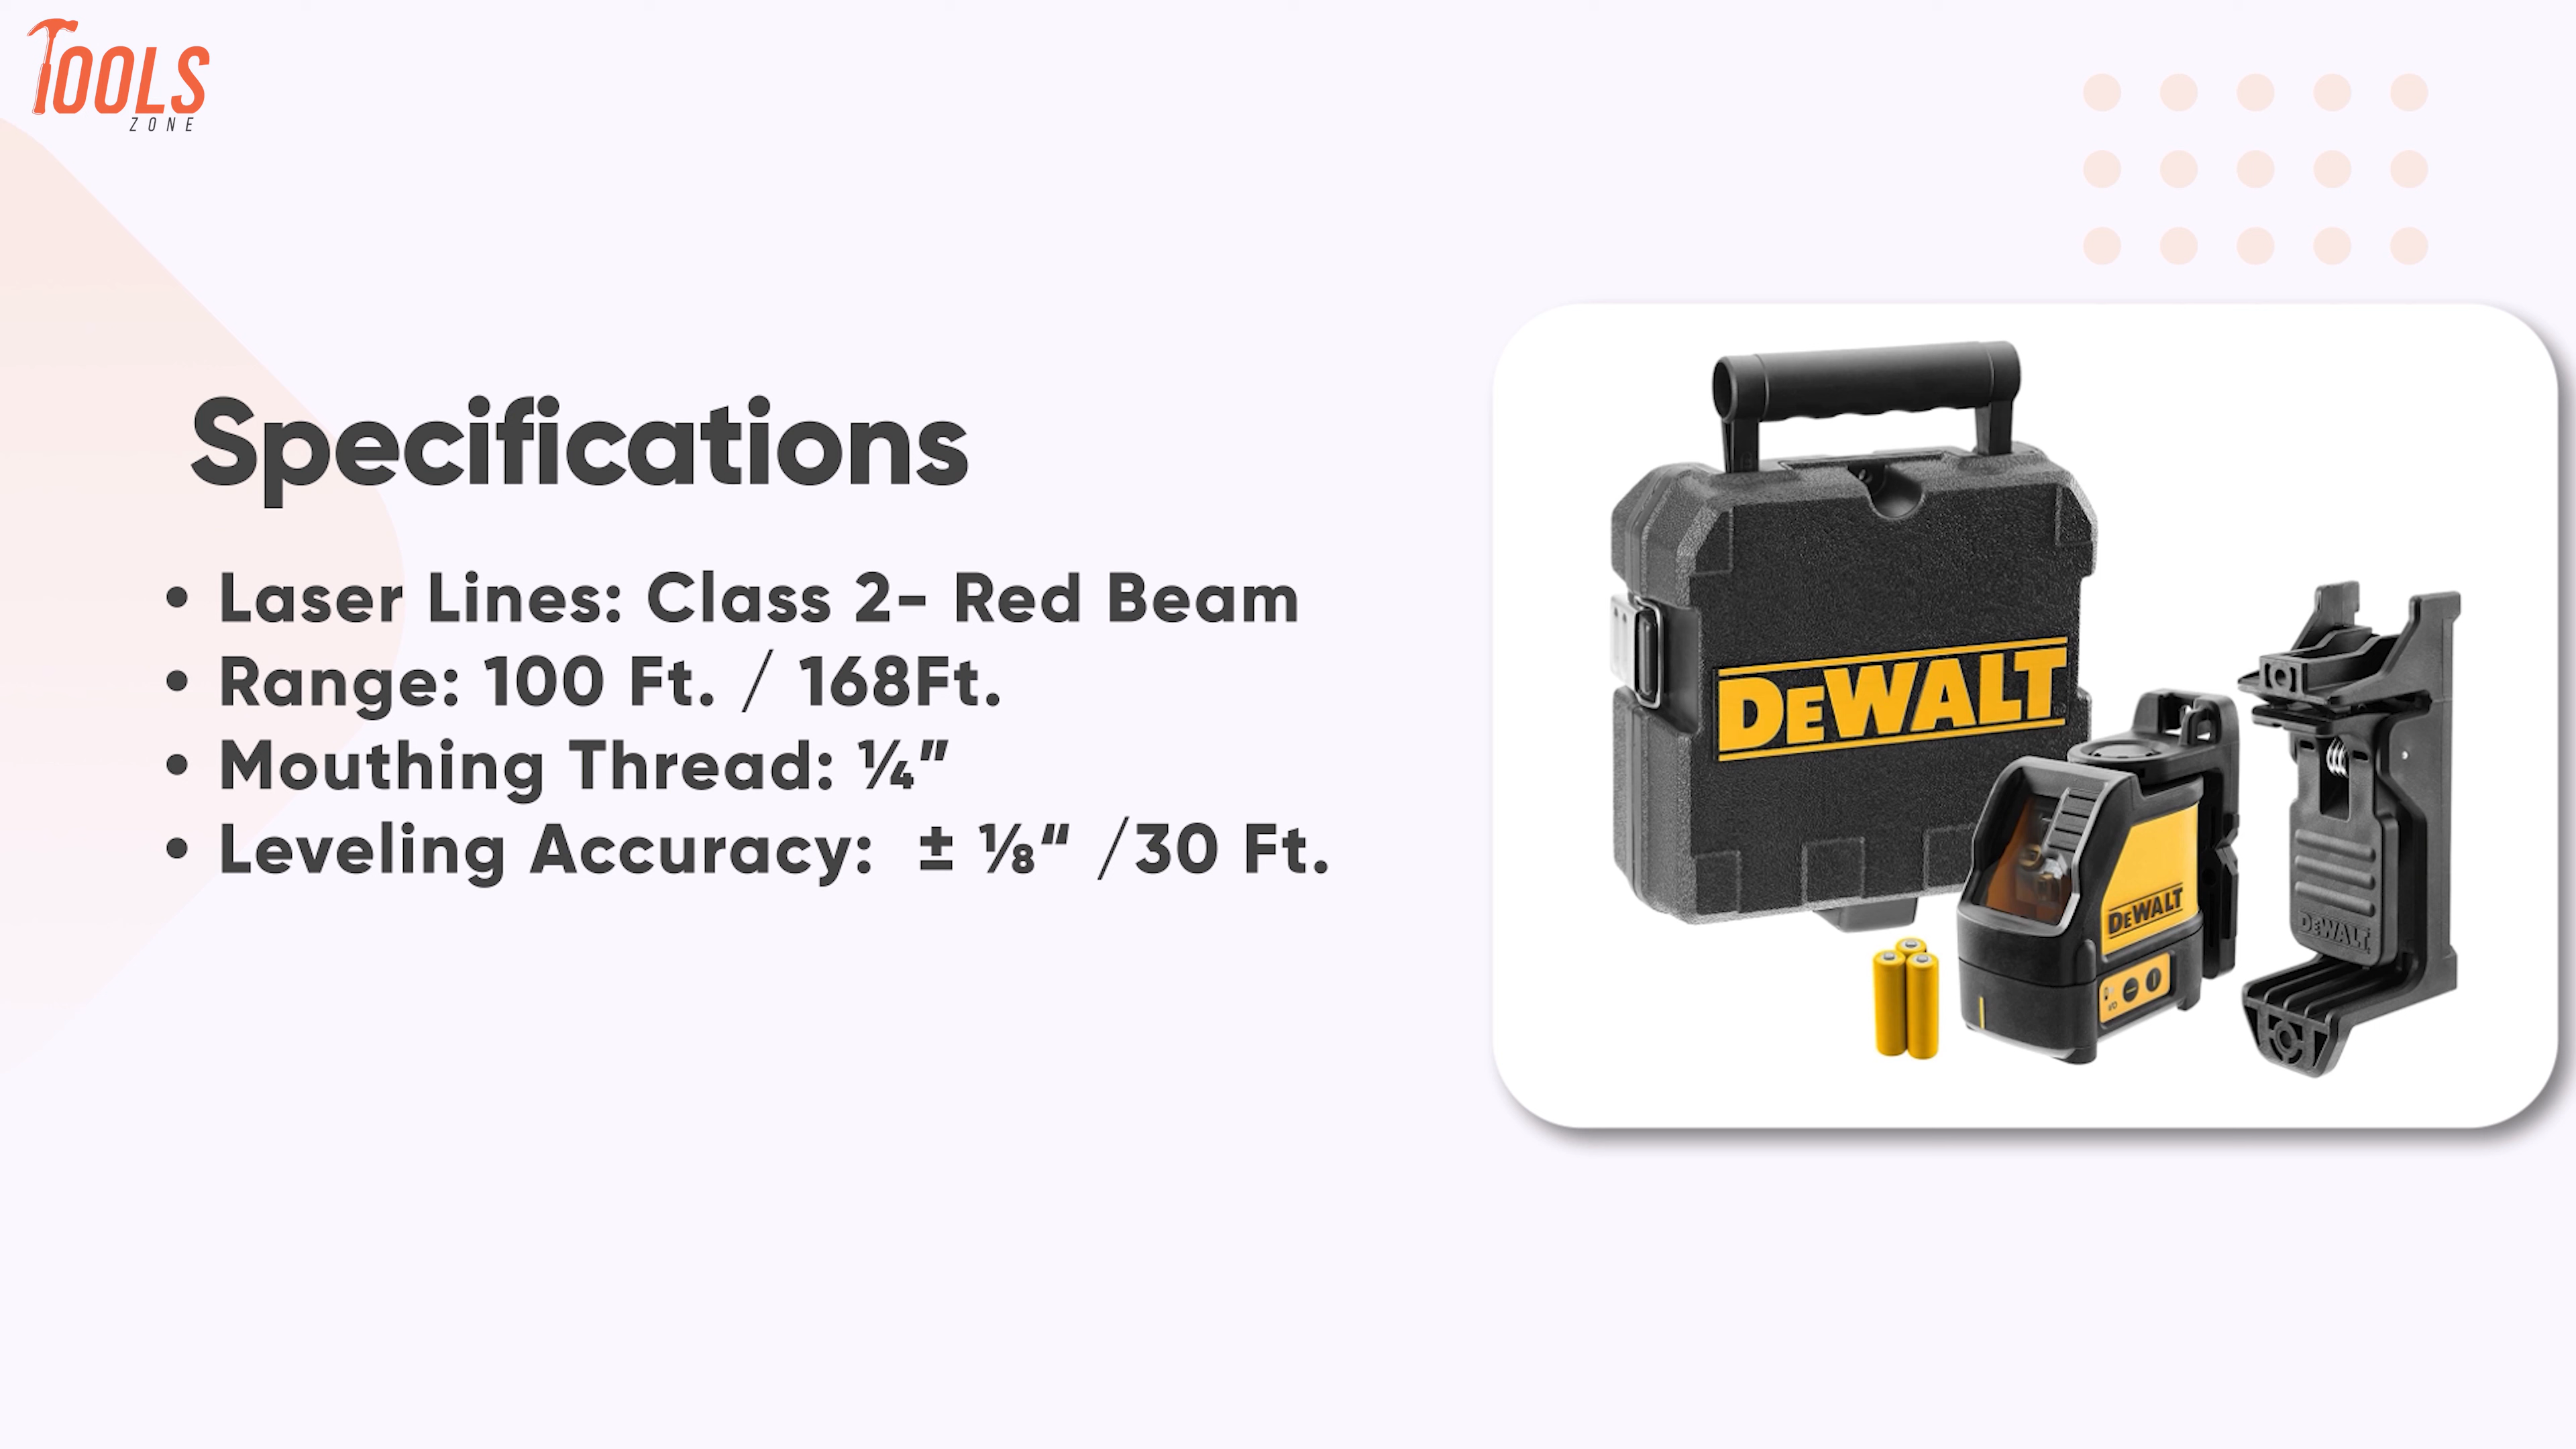 TOOLS
ZONE
Specifications
• Laser Lines: Class 2- Red Beam
• Range: 100 Ft. / 168Ft.
• Mouthing Thread: ¼”
• Leveling Accuracy:  ± ⅛“ /30 Ft.
DEWALT
DEWALT
DEWALT